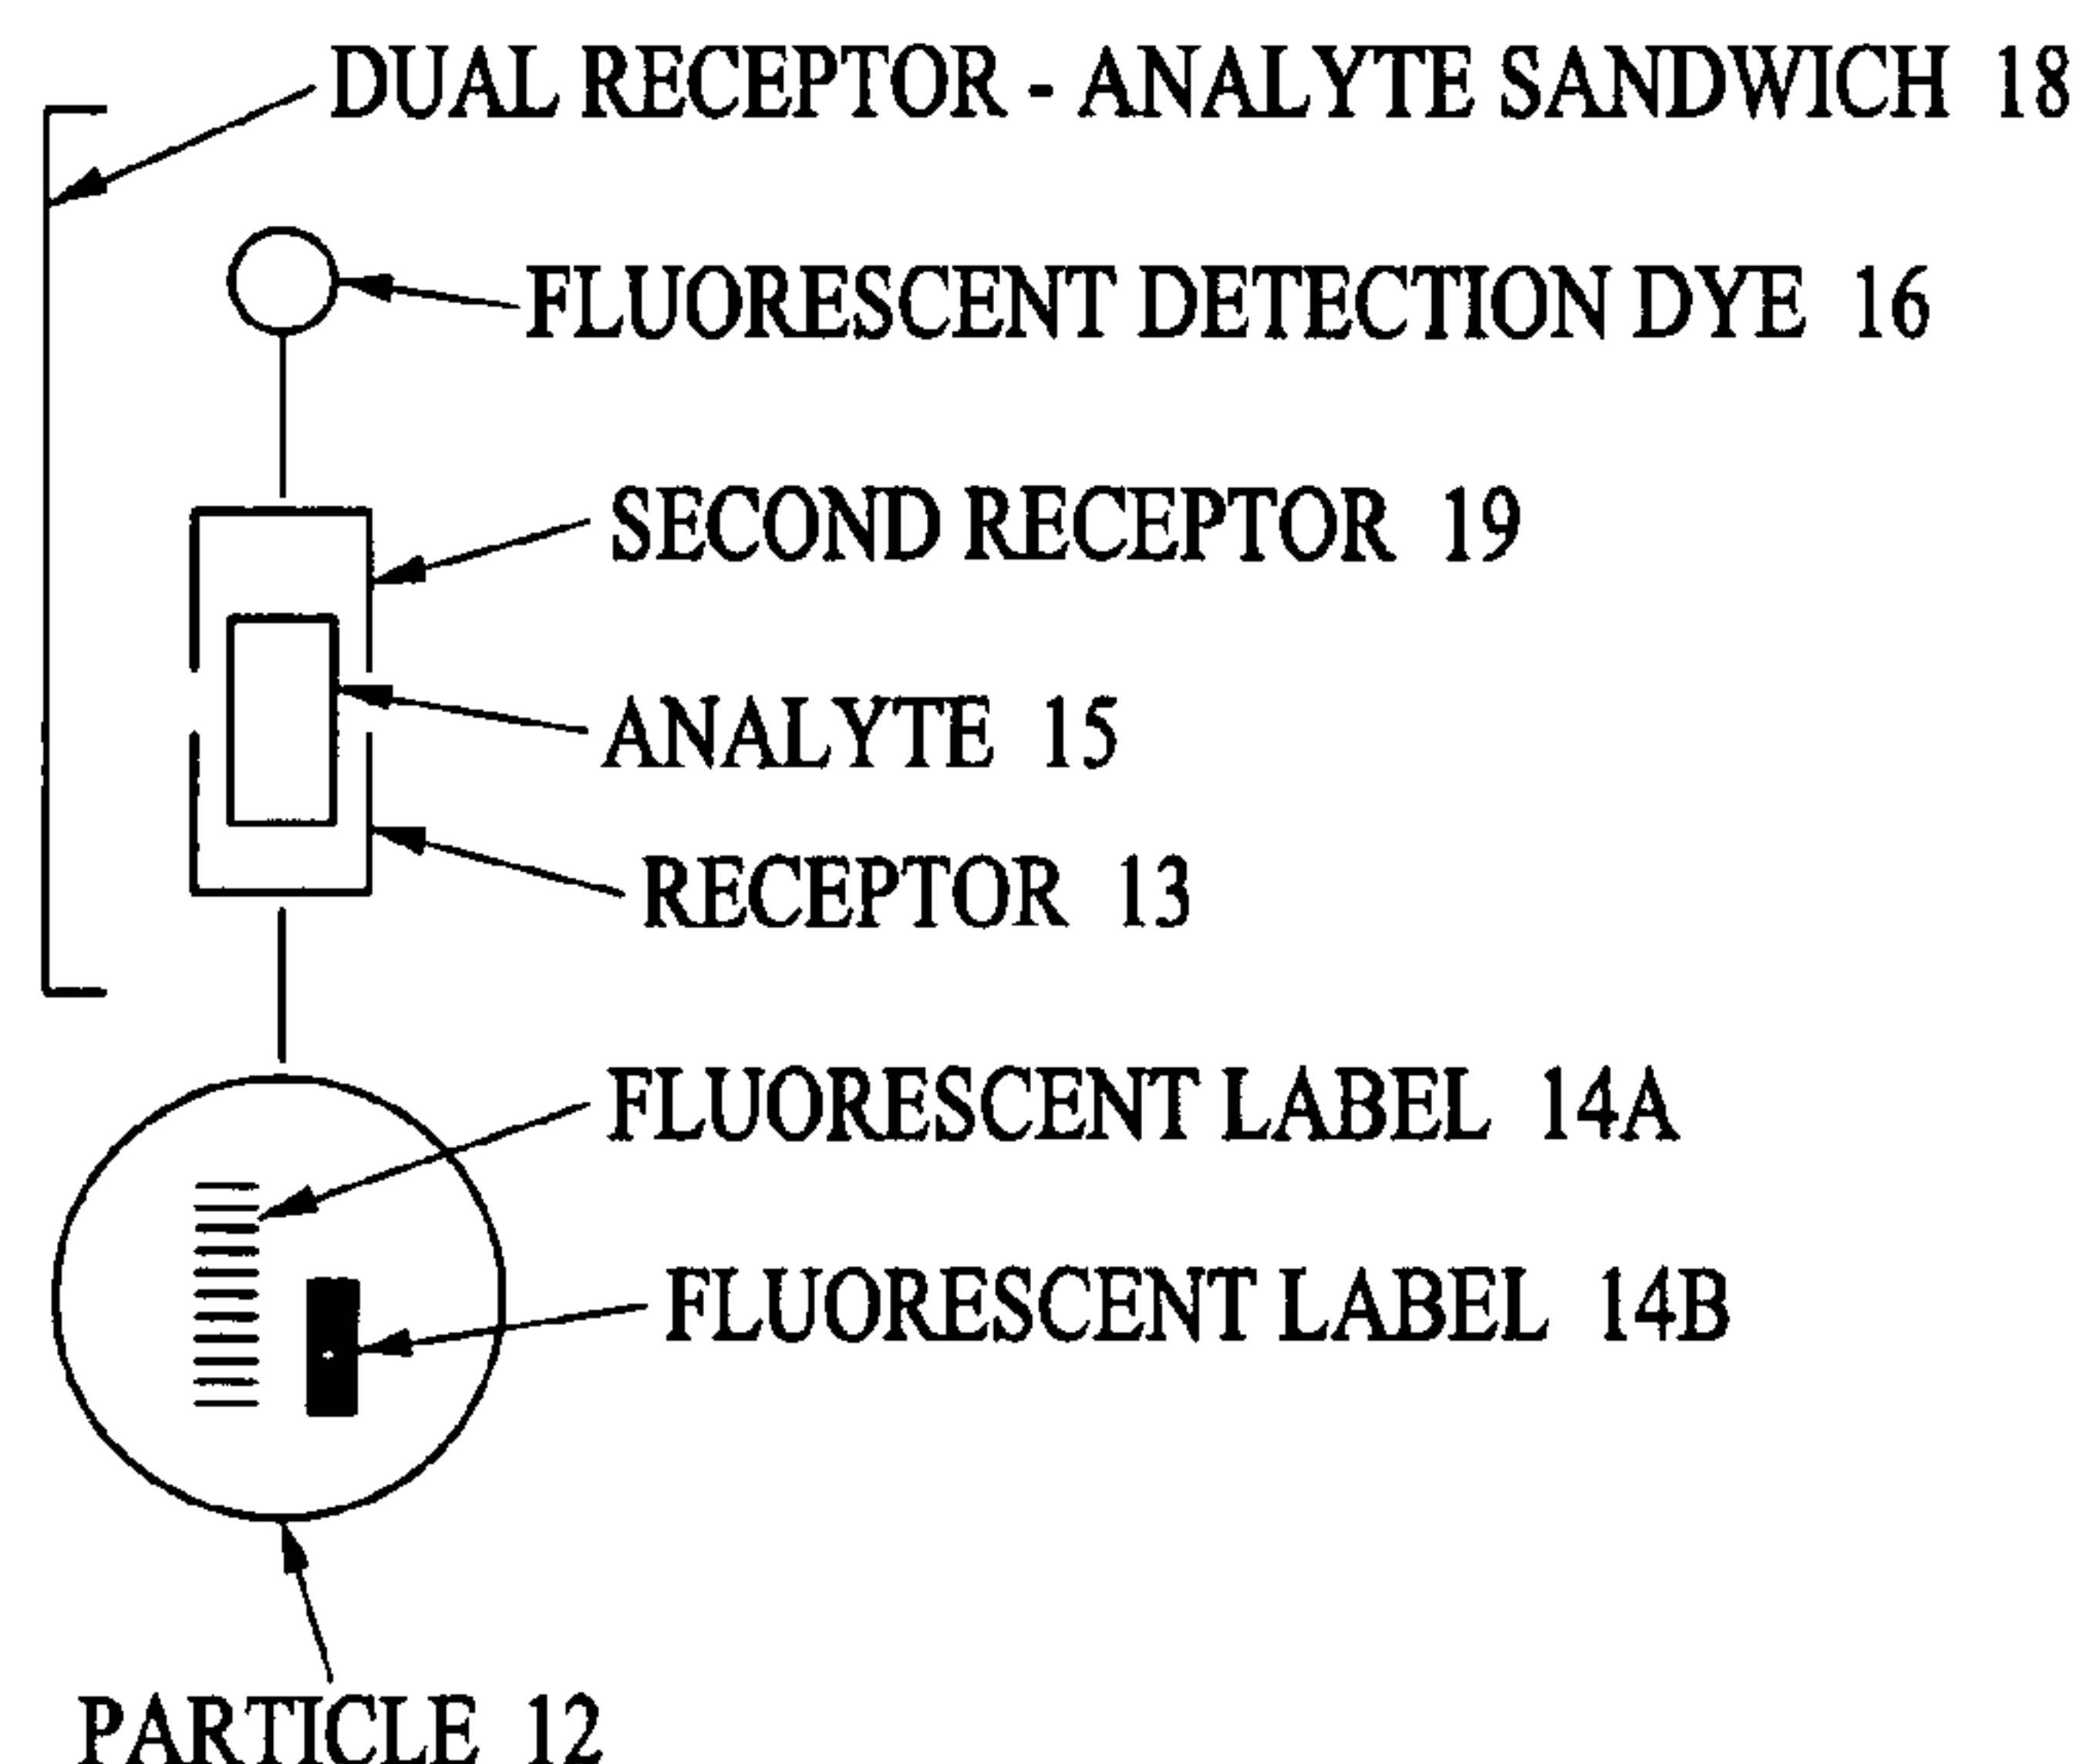 DUAL RECEPTOR - ANALYTE SANDWICH 18
FLUORESCENT DETECTION DYE 16
SECOND RECEPTOR 19
ANALYTE 15
RECEPTOR 13
FLUORESCENT LABEL 14A
FLUORESCENT LABEL 14B
PARTICLE 12